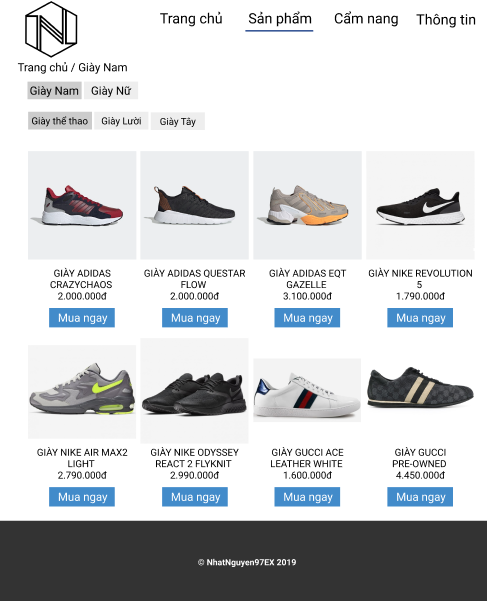 N
Trang chủ
Sản phẩm
Cẩm nang
Thông tin
Trang chủ / Giày Nam
Giày Nam
Giày Nữ
Giày thể thao
Giày Lười
Giày Tây
GIÀY ADIDAS
CRAZYCHAOS
2.000.000đ
Mua ngay
GIÀY ADIDAS QUESTAR
FLOW
2.000.000đ
Mua ngay
GIÀY ADIDAS EQT
GAZELLE
3.100.000đ
Mua ngay
GIÀY NIKE REVOLUTION
5
1.790.000đ
Mua ngay
GIÀY NIKE AIR MAX2
LIGHT
2.790.000đ
Mua ngay
GIÀY NIKE ODYSSEY
REACT 2 FLYKNIT
2.990.000đ
Mua ngay
GIÀY GUCCI ACE
LEATHER WHITE
1.600.000đ
Mua ngay
GIÀY GUCCI
PRE-OWNED
4.450.000đ
Mua ngay
© NhatNguyen97EX 2019